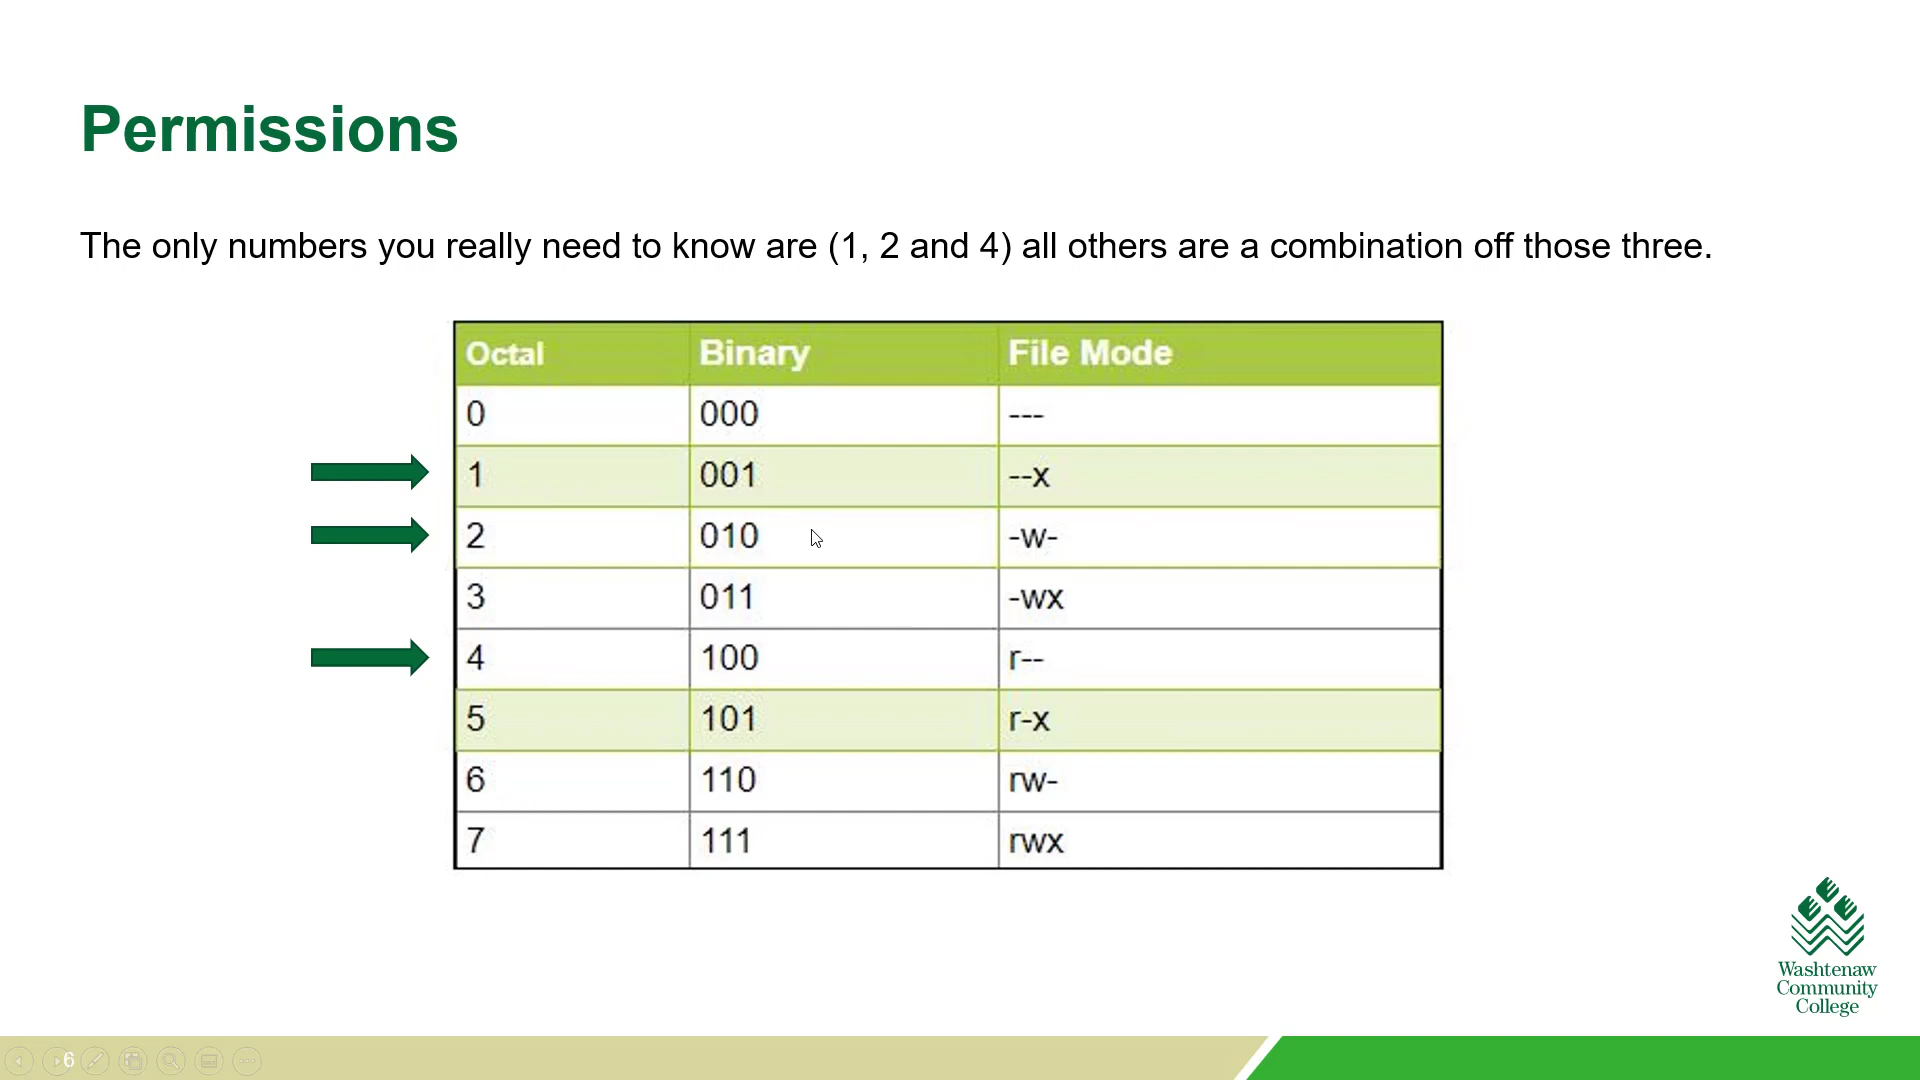 Permissions
The only numbers you really need to know are (1, 2 and 4) all others are a combination off those three.
Octal Binary File Mode
0 000 ---
1 001 --x
2 010 -w-
3 011 -wx
4 100 r--
5 101 r-x
6 110 rw-
7 111 rwx
Washtenaw
Community
College
6